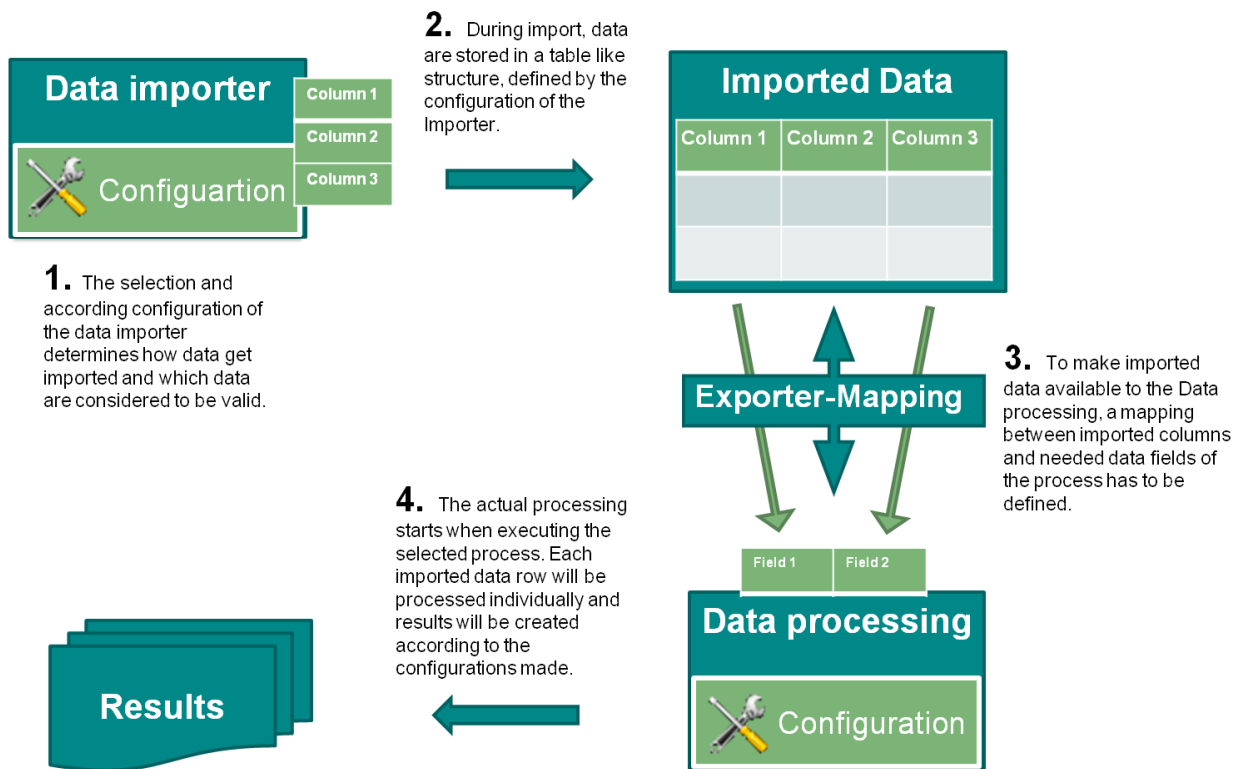 Data importer
Column 1
Column 2
Column 3
Configuartion
1. The selection and
according configuration of
the data importer
determines how data get
imported and which data
are considered to be valid.
2. During import, data
are stored in a table like
structure, defined by the
configuration of the
Importer.
Imported Data
Column 1 Column 2 Column 3
Exporter-Mapping
3. To make imported
data available to the Data
processing, a mapping
between imported columns
and needed data fields of
the process has to be
defined.
Field 1 Field 2
Data processing
Configuration
4. The actual processing
starts when executing the
selected process. Each
imported data row will be
processed individually and
results will be created
according to the
configurations made.
Results